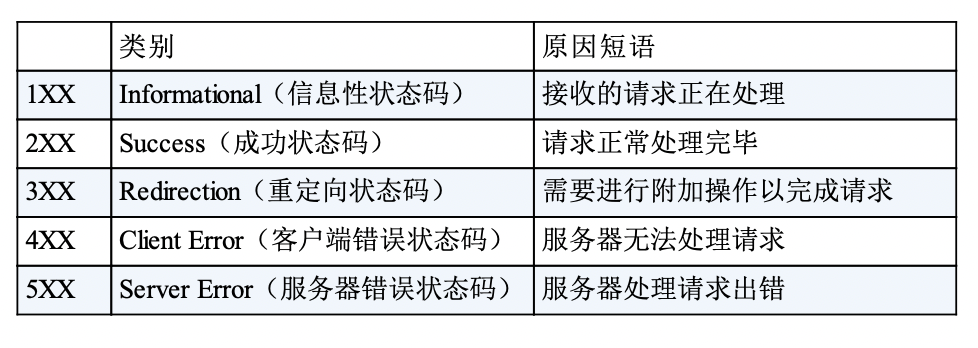 类别 原因短语
1XX Informational（信息性状态码） 接收的请求正在处理
2XX Success（成功状态码） 请求正常处理完毕
3XX Redirection（重定向状态码） 需要进行附加操作以完成请求
4XX Client Error（客户端错误状态码） 服务器无法处理请求
5XX Server Error（服务器错误状态码） 服务器处理请求出错